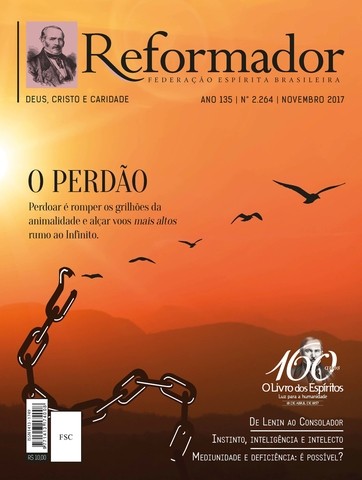 Reformador
FEDERAÇÃO ESPÍRITA BRASILEIRA
DEUS, CRISTO E CARIDADE
ANO 135 | Nº 2.264 | NOVEMBRO 2017
O PERDÃO
Perdoar é romper os grilhões da
animalidade e alçar voos mais altos
rumo ao Infinito.
160
O Livro dos Espíritos
Luz para a humanidade
DE LENIN AO CONSOLADOR
INSTINTO, INTELIGÊNCIA E INTELECTO
MEDIUNIDADE E DEFICIÊNCIA: É POSSÍVEL?
FSC
R$ 10,00